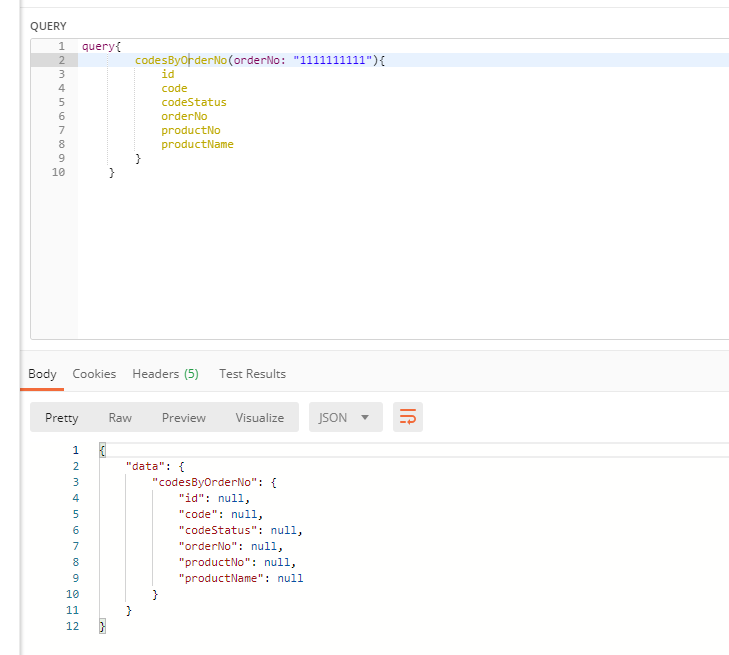 QUERY
1 query{
2 codesByOrderNo(orderNo: "1111111111"){
3 id
4 code
5 codeStatus
6 orderNo
7 productNo
8 productName
9 }
10 }
Body Cookies Headers (5) Test Results
Pretty Raw Preview Visualize JSON
1 {
2 "data": {
3 "codesByOrderNo": {
4 "id": null,
5 "code": null,
6 "codeStatus": null,
7 "orderNo": null,
8 "productNo": null,
9 "productName": null
10 }
11 }
12 }